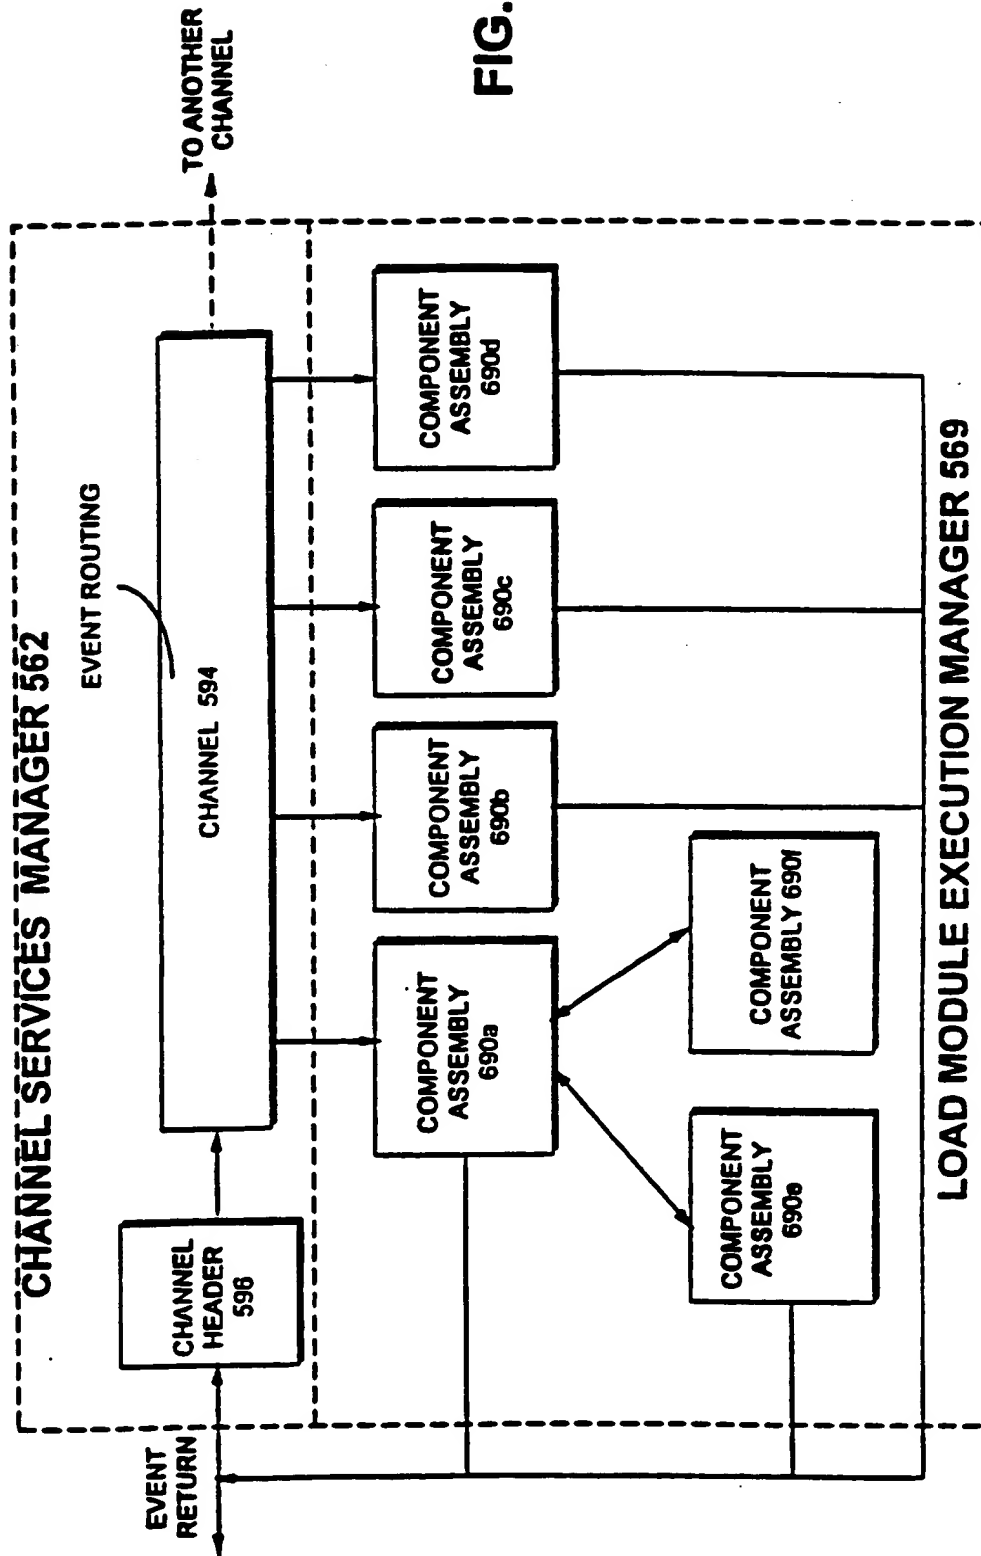 CHANNEL SERVICES MANAGER 562
EVENT ROUTING
TO ANOTHER
CHANNEL
CHANNEL
HEADER
596
CHANNEL 594
EVENT
RETURN
FIG.
COMPONENT
ASSEMBLY
690a
COMPONENT
ASSEMBLY
690b
COMPONENT
ASSEMBLY
690c
COMPONENT
ASSEMBLY
690d
COMPONENT
ASSEMBLY
690e
COMPONENT
ASSEMBLY 690f
LOAD MODULE EXECUTION MANAGER 569